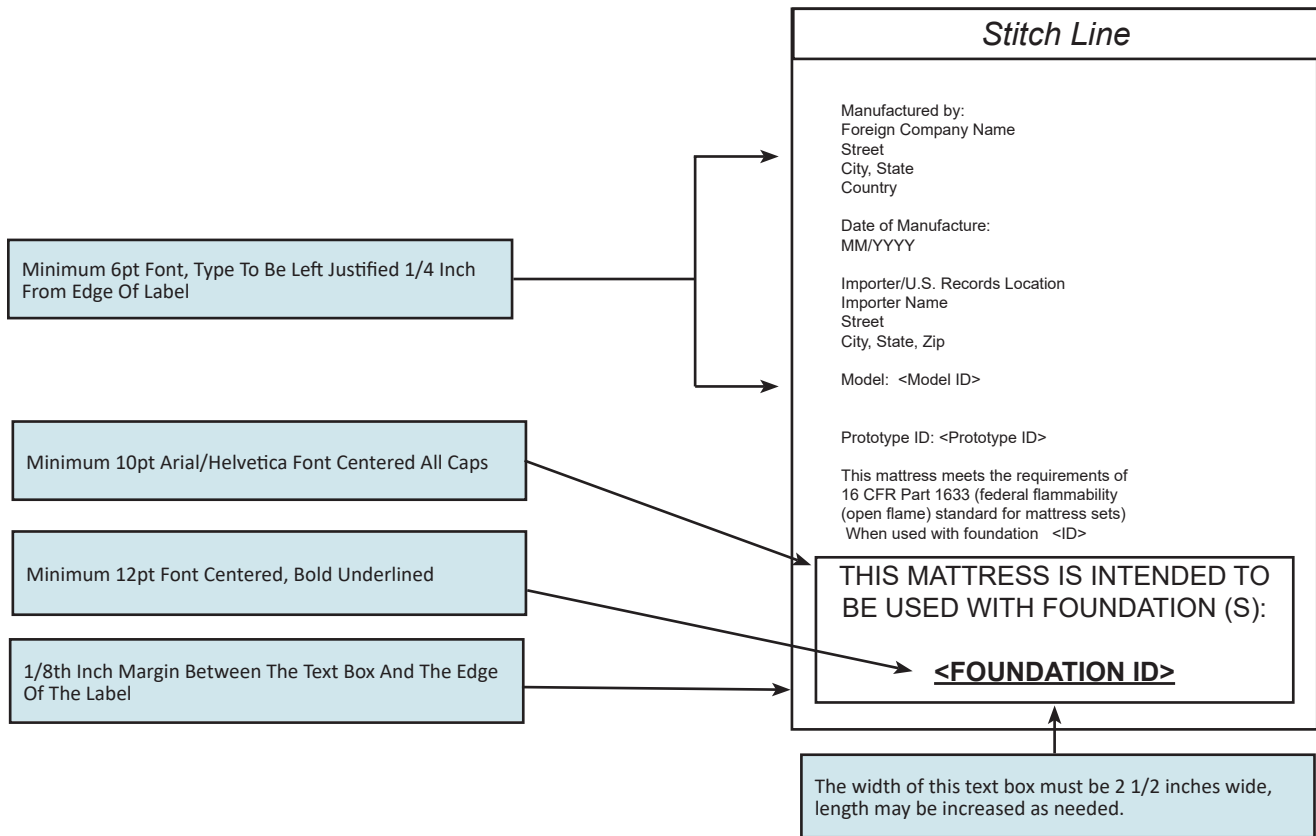 Stitch Line
Manufactured by:
Foreign Company Name
Street
City, State
Country
Date of Manufacture:
MM/YYYY
Importer/U.S. Records Location
Importer Name
Street
City, State, Zip
Model: <Model ID>
Prototype ID: <Prototype ID>
This mattress meets the requirements of
16 CFR Part 1633 (federal flammability
(open flame) standard for mattress sets)
When used with foundation <ID>
THIS MATTRESS IS INTENDED TO
BE USED WITH FOUNDATION (S):
<FOUNDATION ID>
Minimum 6pt Font, Type To Be Left Justified 1/4 Inch
From Edge Of Label
Minimum 10pt Arial/Helvetica Font Centered All Caps
Minimum 12pt Font Centered, Bold Underlined
1/8th Inch Margin Between The Text Box And The Edge
Of The Label
The width of this text box must be 2 1/2 inches wide,
length may be increased as needed.